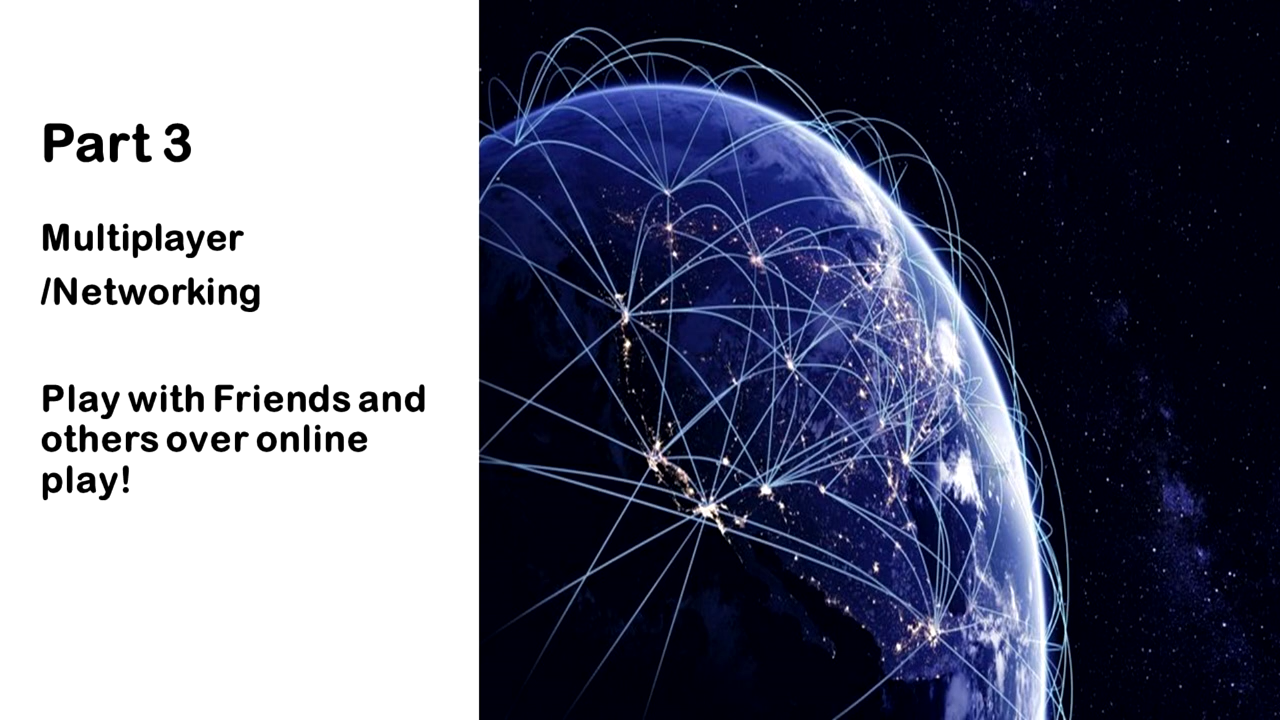 Part 3
Multiplayer
/Networking
Play with Friends and
others over online
play!